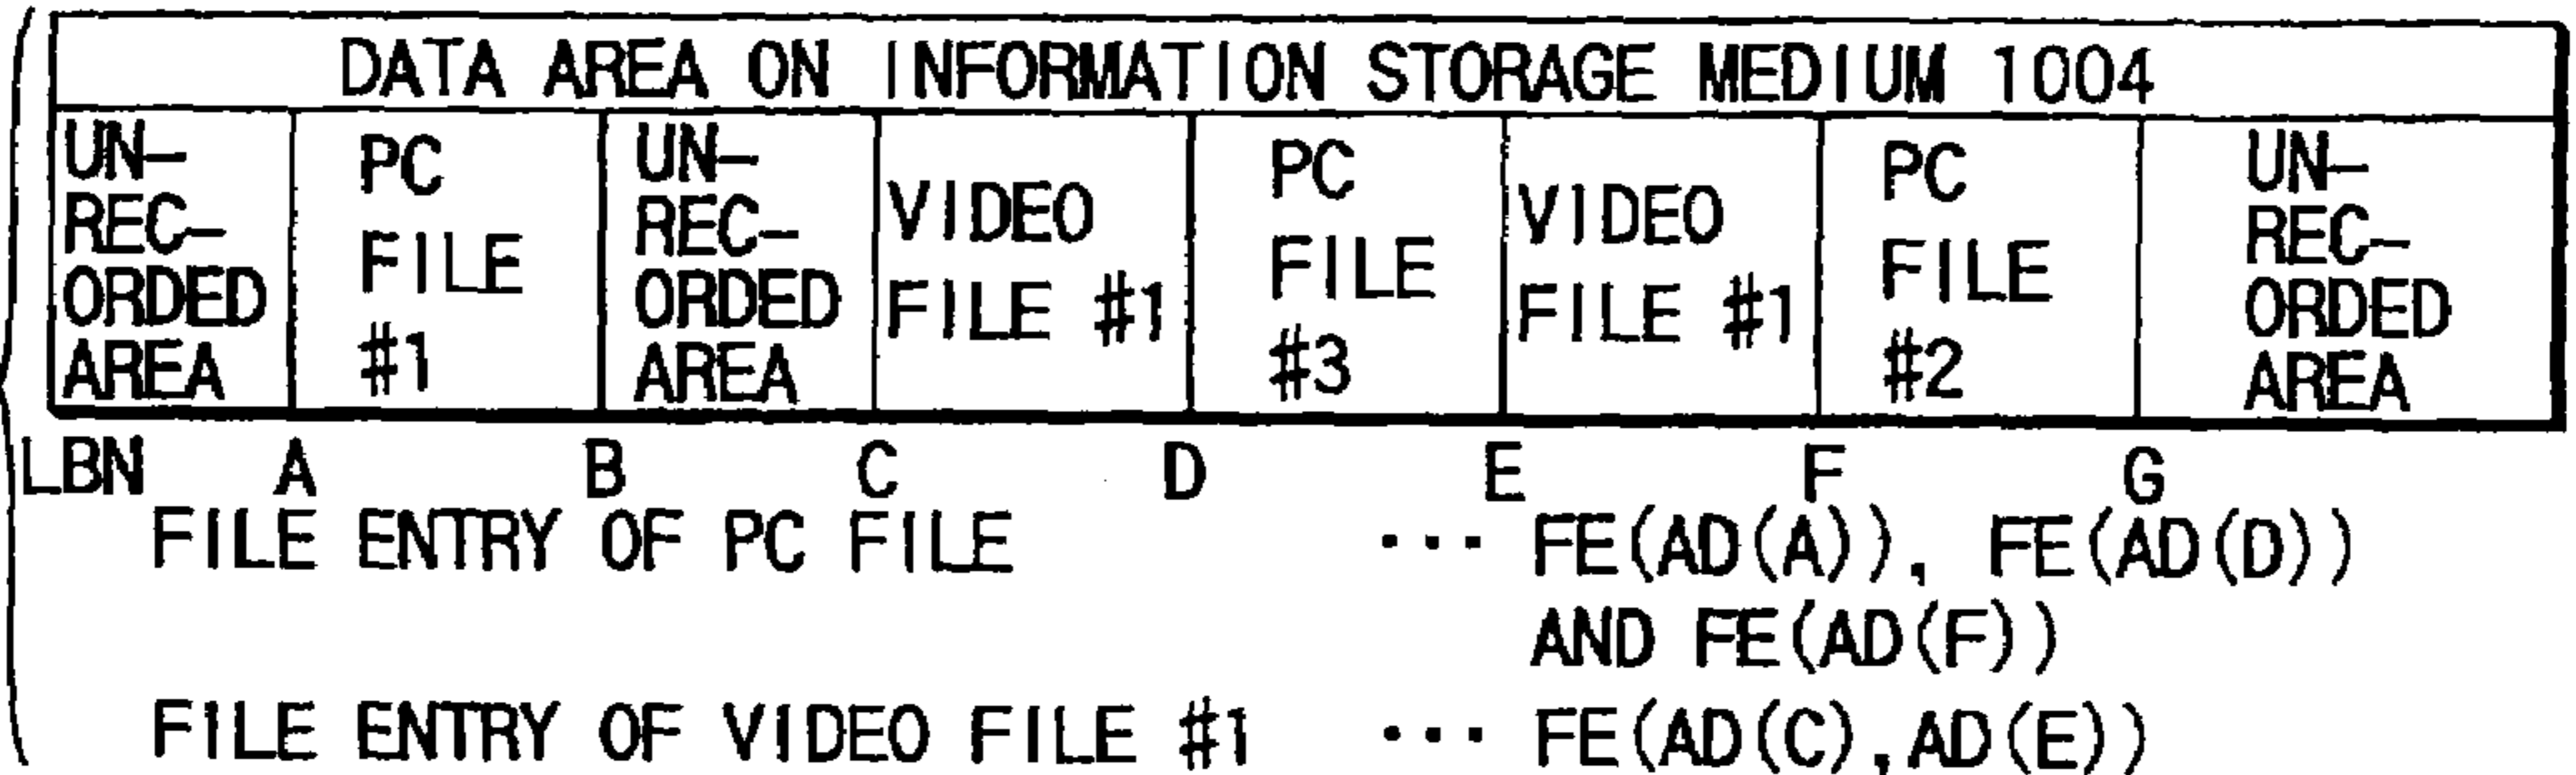 DATA AREA ON INFORMATION STORAGE MEDIUM 1004
UN-
REC-
ORDED
AREA
PC
FILE
#1
UN-
REC-
ORDED
AREA
VIDEO
FILE #1
PC
FILE
#3
VIDEO
FILE #1
PC
FILE
#2
UN-
REC-
ORDED
AREA
LBN A B C D E F G
FILE ENTRY OF PC FILE ··· FE(AD(A)), FE(AD(D))
AND FE(AD(F))
FILE ENTRY OF VIDEO FILE #1 ··· FE(AD(C),AD(E))